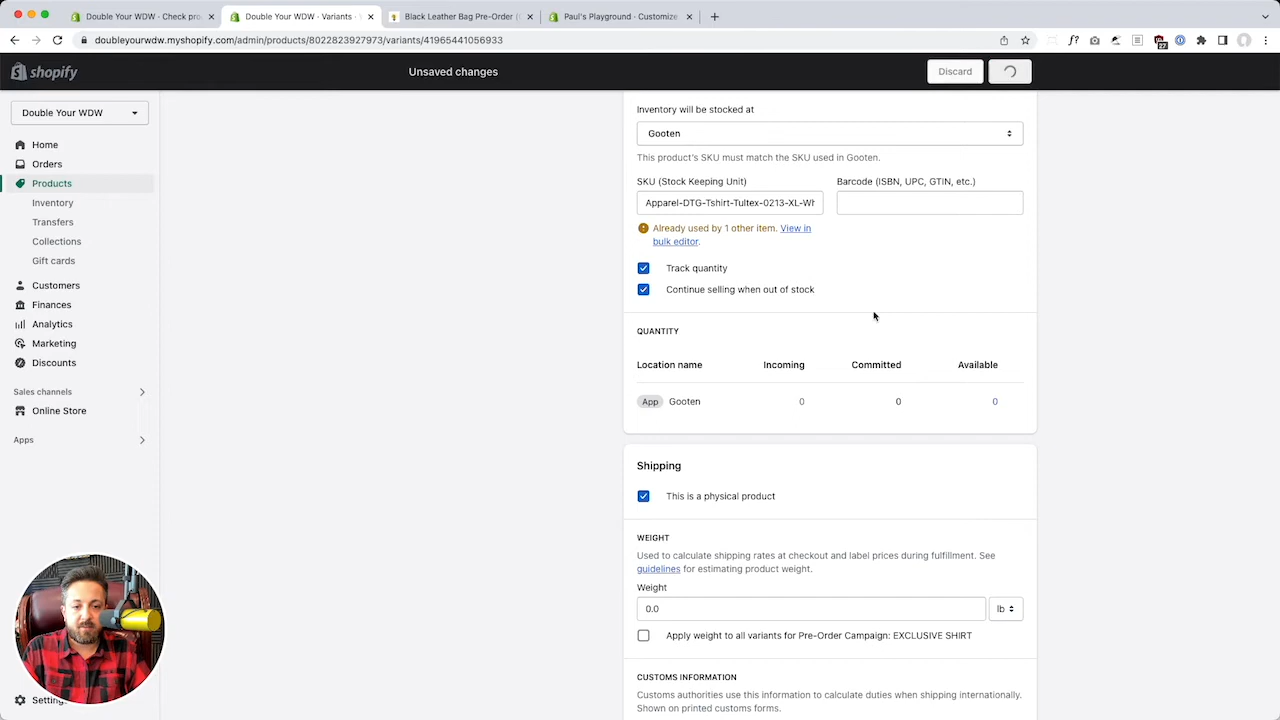 Double Your WDW · Check pro
Double Your WDW · Variants ·
Black Leather Bag Pre-Order (
Paul's Playground · Customize
doubleyourwdw.myshopify.com/admin/products/8022823927973/variants/41965441056933
27
shopify
Unsaved changes
Discard
Double Your WDW
Home
Orders
Products
Inventory
Transfers
Collections
Gift cards
Customers
Finances
Analytics
Marketing
Discounts
Sales channels
Online Store
Apps
Settings
Inventory will be stocked at
Gooten
This product's SKU must match the SKU used in Gooten.
SKU (Stock Keeping Unit)
Barcode (ISBN, UPC, GTIN, etc.)
Apparel-DTG-Tshirt-Tultex-0213-XL-Wh
Already used by 1 other item. View in
bulk editor.
Track quantity
Continue selling when out of stock
QUANTITY
Location name Incoming Committed Available
App Gooten 0 0 0
Shipping
This is a physical product
WEIGHT
Used to calculate shipping rates at checkout and label prices during fulfillment. See
guidelines for estimating product weight.
Weight
0.0 lb
Apply weight to all variants for Pre-Order Campaign: EXCLUSIVE SHIRT
CUSTOMS INFORMATION
Customs authorities use this information to calculate duties when shipping internationally.
Shown on printed customs forms.